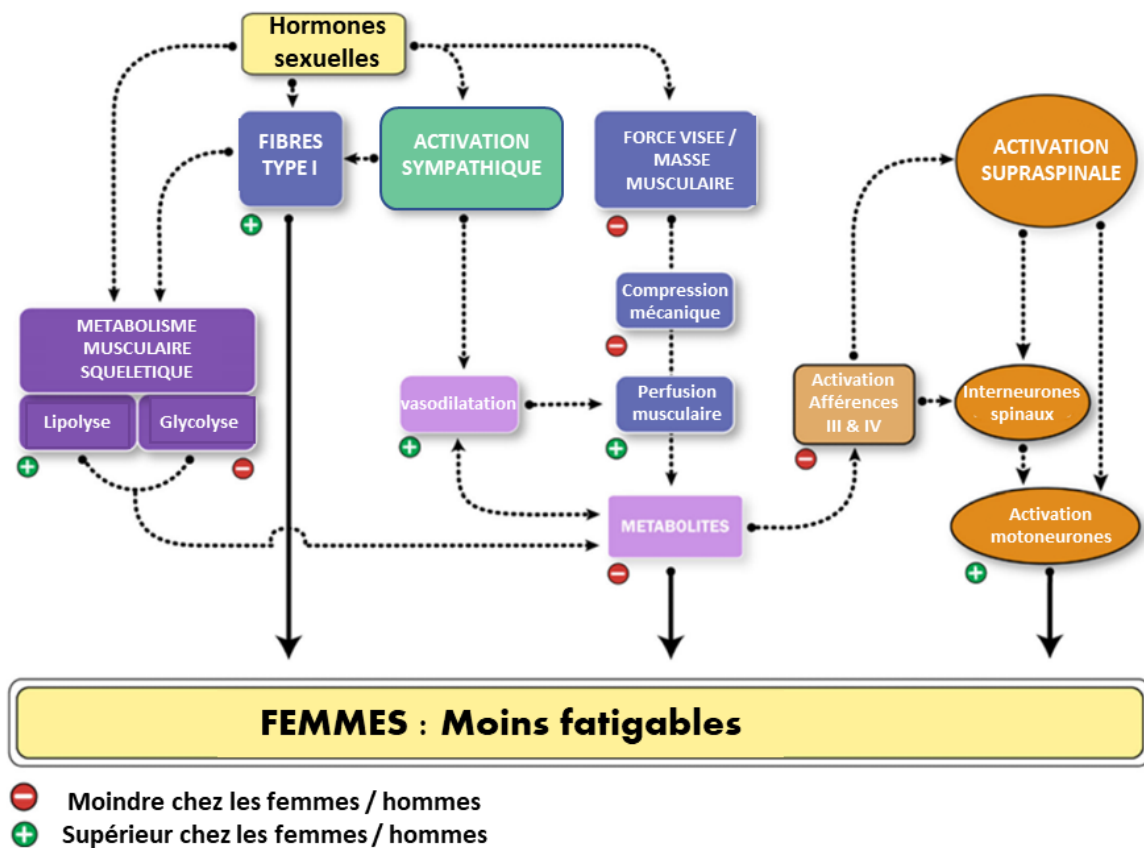 Hormones
sexuelles
FIBRES
TYPE I
ACTIVATION
SYMPATHIQUE
FORCE VISEE /
MASSE
MUSCULAIRE
ACTIVATION
SUPRASPINALE
Compression
mécanique
METABOLISME
MUSCULAIRE
SQUELETIQUE
Lipolyse
Glycolyse
vasodilatation
Perfusion
musculaire
Activation
Afférences
III & IV
Interneurones
spinaux
METABOLITES
Activation
motoneurones
FEMMES : Moins fatigables
Moindre chez les femmes / hommes
Supérieur chez les femmes / hommes